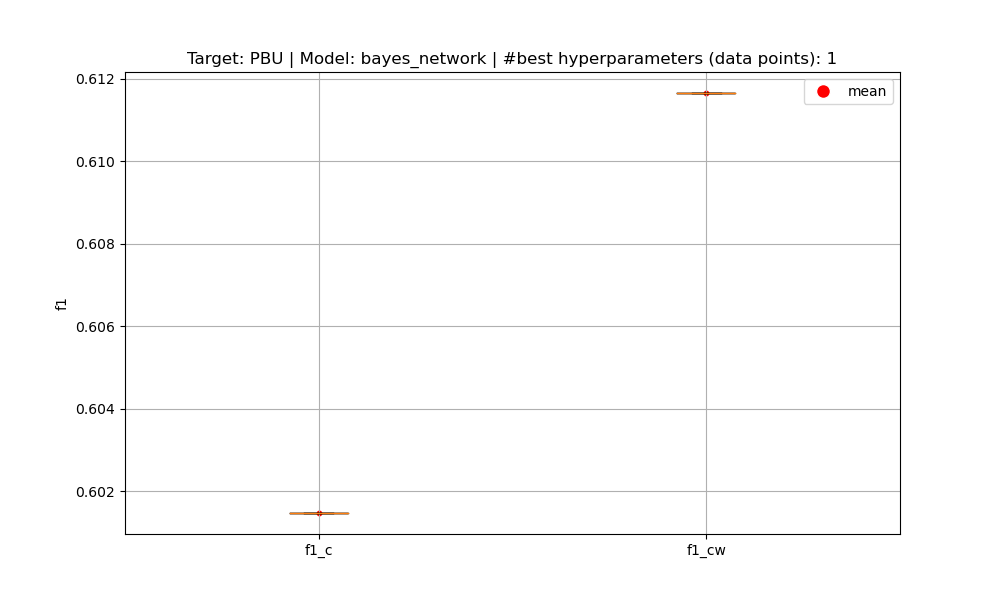 Target: PBU | Model: bayes_network | #best hyperparameters (data points): 1
mean
f1
0.612
0.610
0.608
0.606
0.604
0.602
f1_c
f1_cw